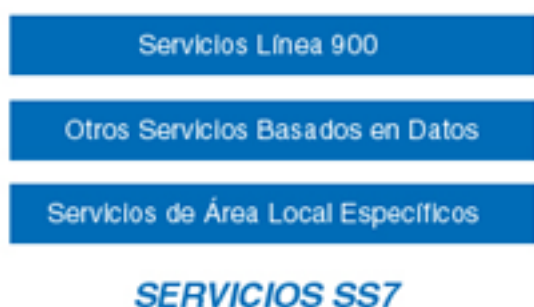 Servicios Línea 900
Otros Servicios Basados en Datos
Servicios de Área Local Específicos
SERVICIOS SS7